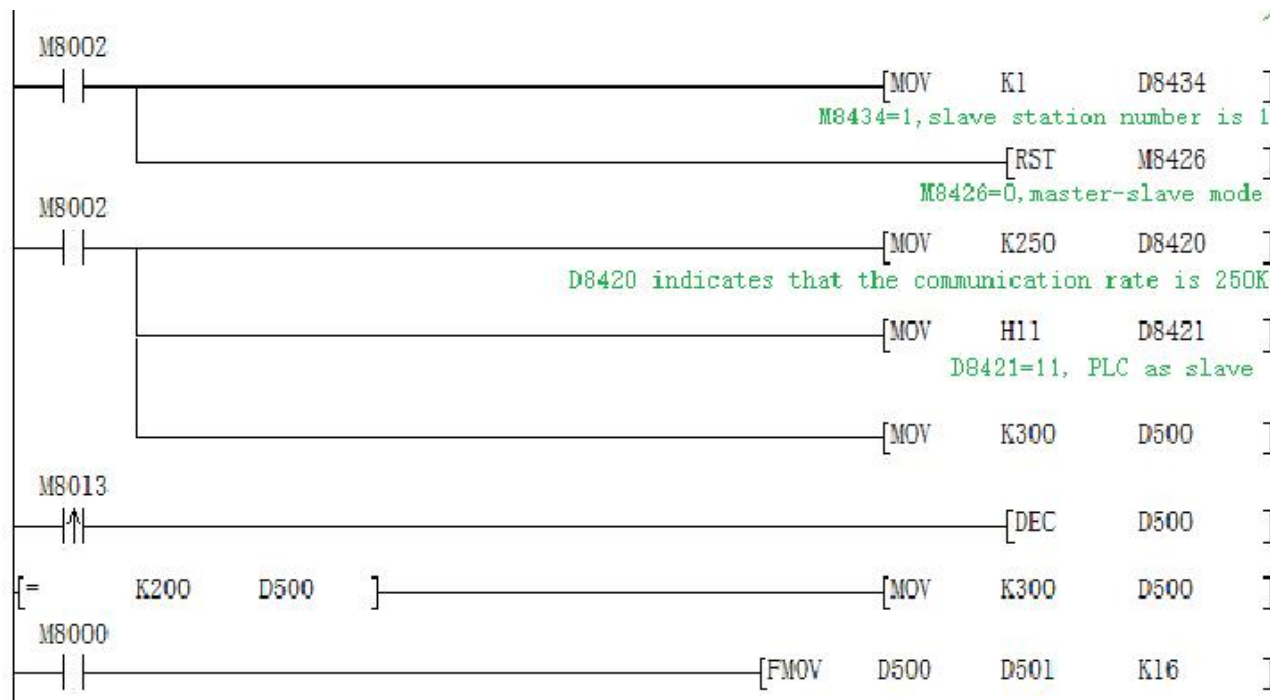 M8002
[MOV K1 D8434 ]
M8434=1,slave station number is 1
[RST M8426 ]
M8426=0,master-slave mode
M8002
[MOV K250 D8420 ]
D8420 indicates that the communication rate is 250K
[MOV H11 D8421 ]
D8421=11, PLC as slave
[MOV K300 D500 ]
M8013
[DEC D500 ]
[= K200 D500 ] [MOV K300 D500 ]
M8000
[FMOV D500 D501 K16 ]